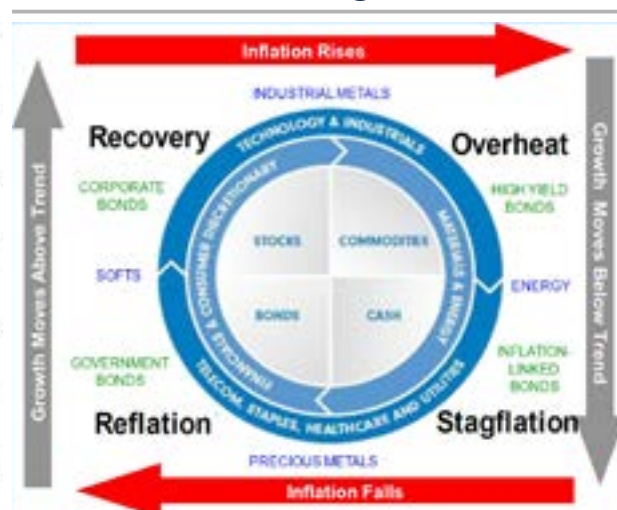 Inflation Rises
INDUSTRIAL METALS
Recovery
TECHNOLOGY & INDUSTRIALS
Overheat
CORPORATE
BONDS
HIGH YIELD
BONDS
FINANCIALS & CONSUMER DISCRETIONARY
MATERIALS & ENERGY
STOCKS
COMMODITIES
SOFTS
ENERGY
BONDS
CASH
GOVERNMENT
BONDS
INFLATION-
LINKED
BONDS
TELECOM, STAPLES, HEALTHCARE AND UTILITIES
Reflation
Stagflation
PRECIOUS METALS
Inflation Falls
Growth Moves Above Trend
Growth Moves Below Trend